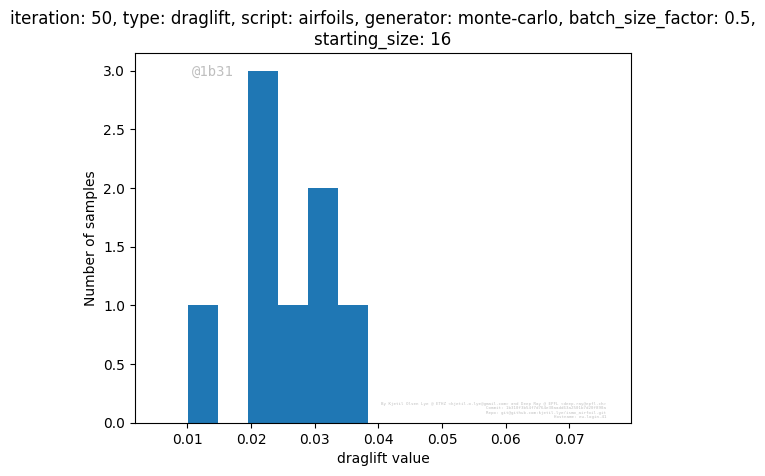 iteration: 50, type: draglift, script: airfoils, generator: monte-carlo, batch_size_factor: 0.5,
starting_size: 16
@1b31
3.0
2.5
2.0
1.5
1.0
0.5
0.0
Number of samples
0.01 0.02 0.03 0.04 0.05 0.06 0.07
draglift value